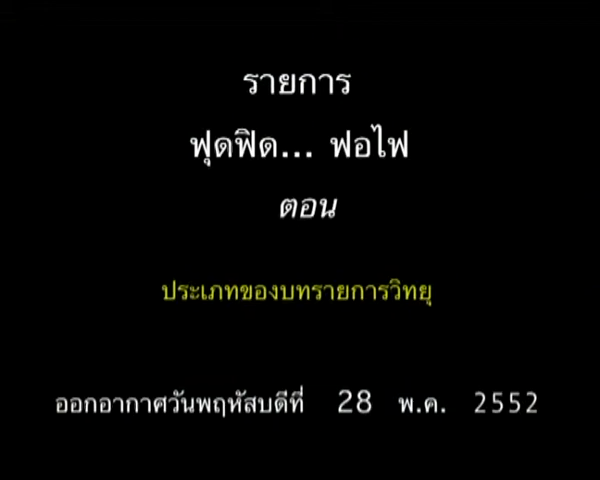 รายการ
ฟุดฟิด... ฟอไฟ
ตอน
ประเภทของบทรายการวิทยุ
ออกอากาศวันพฤหัสบดีที่ 28 พ.ค. 2552